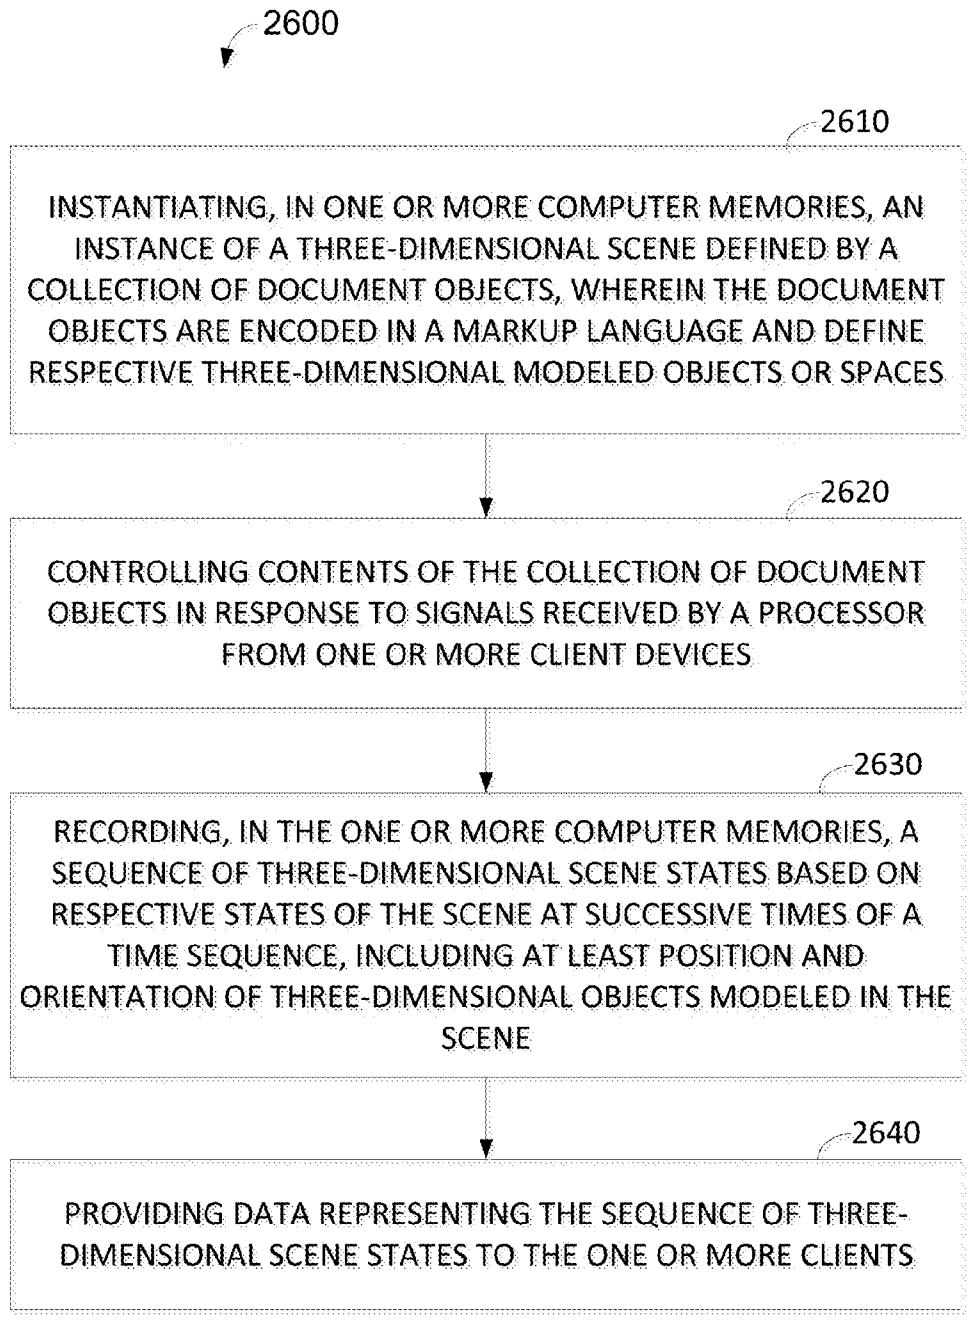 2600
2610
INSTANTIATING, IN ONE OR MORE COMPUTER MEMORIES, AN
INSTANCE OF A THREE-DIMENSIONAL SCENE DEFINED BY A
COLLECTION OF DOCUMENT OBJECTS, WHEREIN THE DOCUMENT
OBJECTS ARE ENCODED IN A MARKUP LANGUAGE AND DEFINE
RESPECTIVE THREE-DIMENSIONAL MODELED OBJECTS OR SPACES
2620
CONTROLLING CONTENTS OF THE COLLECTION OF DOCUMENT
OBJECTS IN RESPONSE TO SIGNALS RECEIVED BY A PROCESSOR
FROM ONE OR MORE CLIENT DEVICES
2630
RECORDING, IN THE ONE OR MORE COMPUTER MEMORIES, A
SEQUENCE OF THREE-DIMENSIONAL SCENE STATES BASED ON
RESPECTIVE STATES OF THE SCENE AT SUCCESSIVE TIMES OF A
TIME SEQUENCE, INCLUDING AT LEAST POSITION AND
ORIENTATION OF THREE-DIMENSIONAL OBJECTS MODELED IN THE
SCENE
2640
PROVIDING DATA REPRESENTING THE SEQUENCE OF THREE-
DIMENSIONAL SCENE STATES TO THE ONE OR MORE CLIENTS